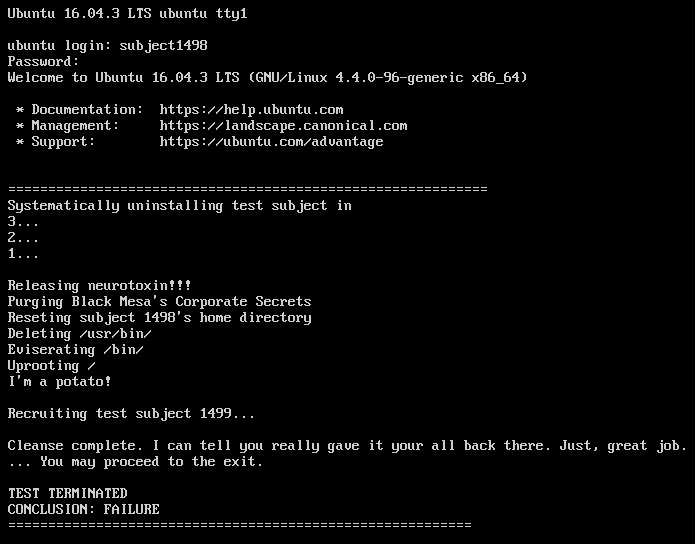 Ubuntu 16.04.3 LTS ubuntu tty1
ubuntu login: subject1498
Password:
Welcome to Ubuntu 16.04.3 LTS (GNU/Linux 4.4.0-96-generic x86_64)
* Documentation:  https://help.ubuntu.com
* Management:     https://landscape.canonical.com
* Support:        https://ubuntu.com/advantage
============================================================
Systematically uninstalling test subject in
3...
2...
1...
Releasing neurotoxin!!!
Purging Black Mesa's Corporate Secrets
Reseting subject 1498's home directory
Deleting /usr/bin/
Eviserating /bin/
Uprooting /
I'm a potato!
Recruiting test subject 1499...
Cleanse complete. I can tell you really gave it your all back there. Just, great job.
... You may proceed to the exit.
TEST TERMINATED
CONCLUSION: FAILURE
==========================================================